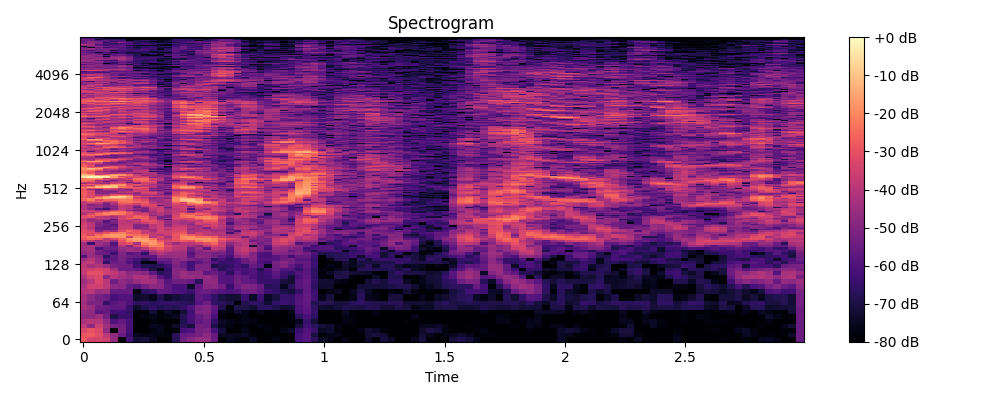 Spectrogram
Hz
4096
2048
1024
512
256
128
64
0
0
0.5
1
1.5
2
2.5
Time
+0 dB
-10 dB
-20 dB
-30 dB
-40 dB
-50 dB
-60 dB
-70 dB
-80 dB